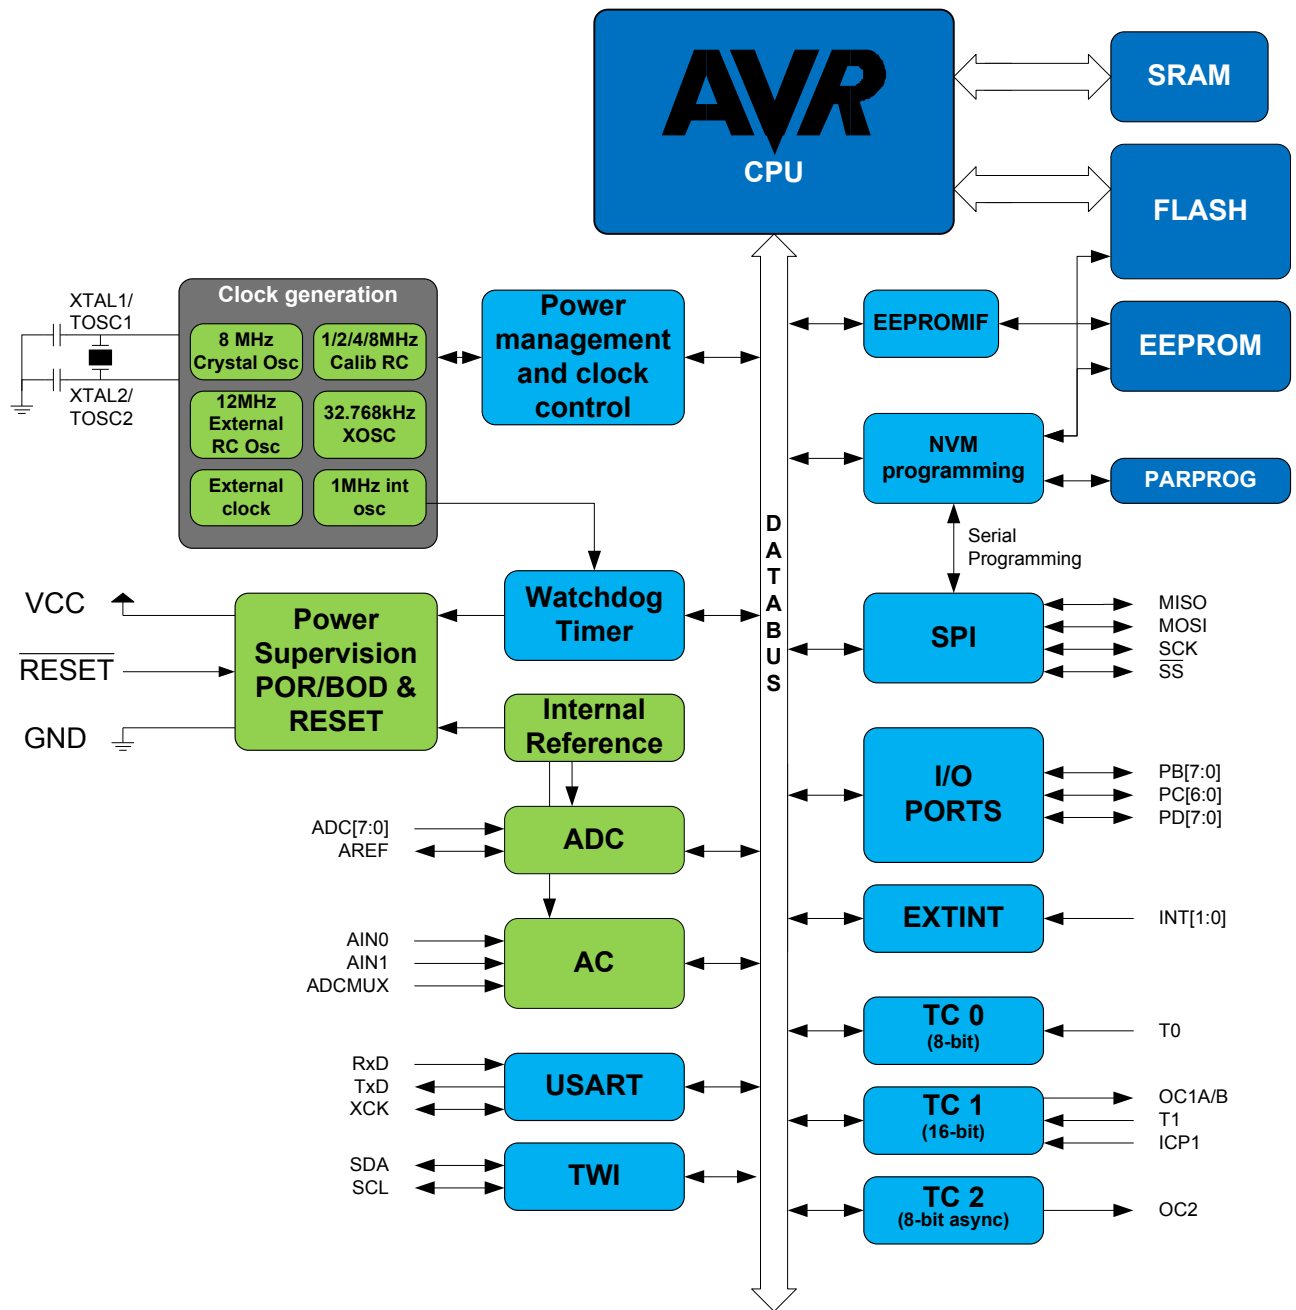 AVR
CPU
SRAM
FLASH
EEPROM
PARPROG
XTAL1/
TOSC1
XTAL2/
TOSC2
Clock generation
8 MHz
Crystal Osc
1/2/4/8MHz
Calib RC
12MHz
External
RC Osc
32.768kHz
XOSC
External
clock
1MHz int
osc
Power
management
and clock
control
EEPROMIF
NVM
programming
Serial
Programming
DATABUS
VCC
RESET
GND
Power
Supervision
POR/BOD &
RESET
Watchdog
Timer
Internal
Reference
SPI
MISO
MOSI
SCK
SS
I/O
PORTS
PB[7:0]
PC[6:0]
PD[7:0]
ADC[7:0]
AREF
ADC
EXTINT
INT[1:0]
AIN0
AIN1
ADCMUX
AC
TC 0
(8-bit)
T0
RxD
TxD
XCK
USART
TC 1
(16-bit)
OC1A/B
T1
ICP1
SDA
SCL
TWI
TC 2
(8-bit async)
OC2